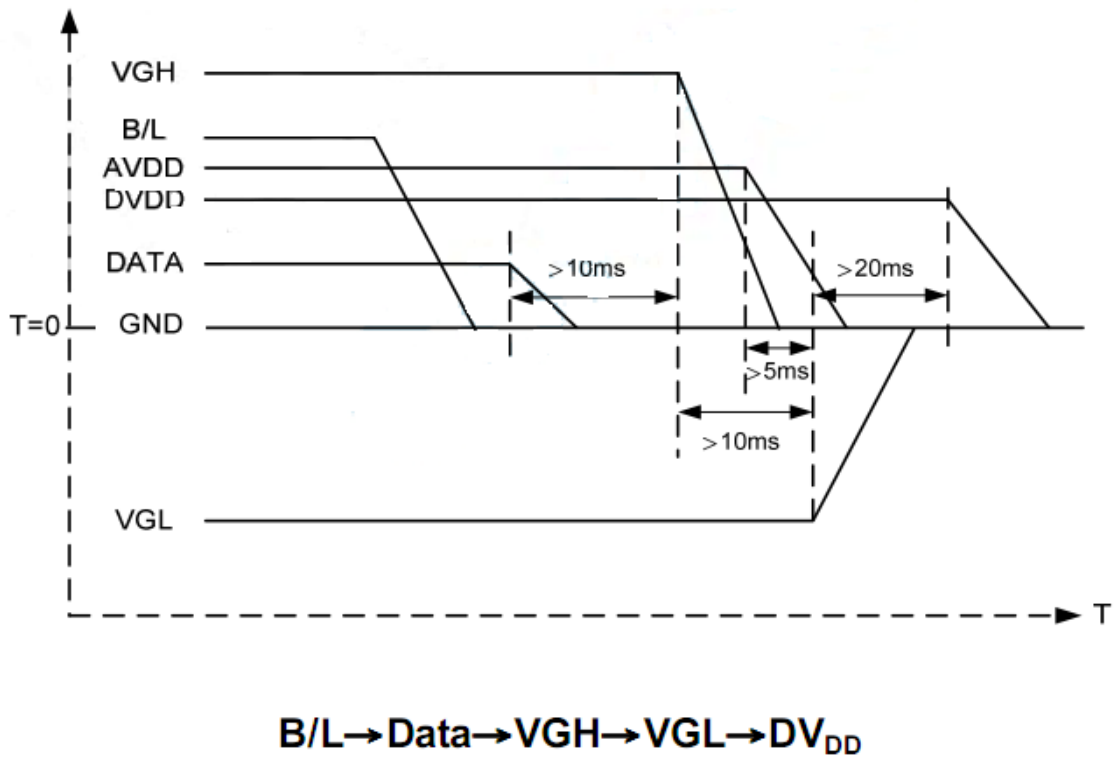 VGH
B/L
AVDD
DVDD
DATA
>10ms
>20ms
T=0
GND
>5ms
>10ms
VGL
T
B/L→Data→VGH→VGL→DVDD